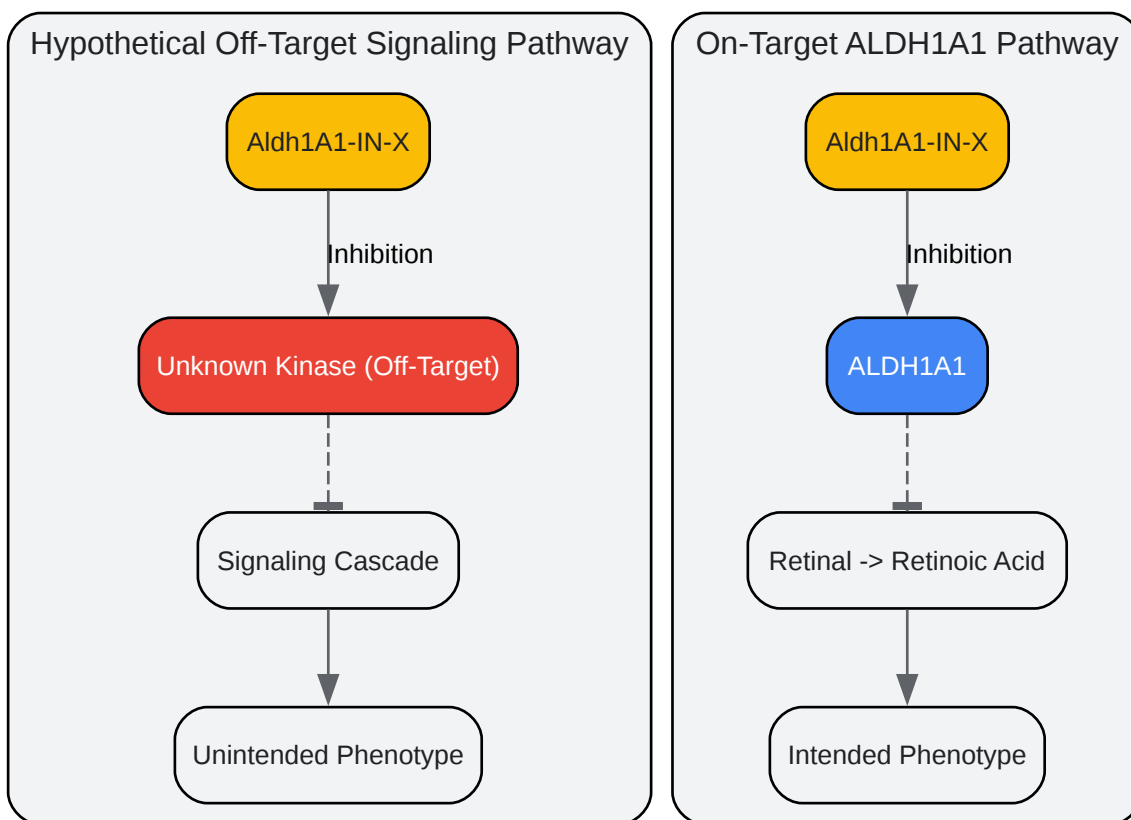 Hypothetical Off-Target Signaling Pathway
Aldh1A1-IN-X
Inhibition
Unknown Kinase (Off-Target)
Signaling Cascade
Unintended Phenotype
On-Target ALDH1A1 Pathway
Aldh1A1-IN-X
Inhibition
ALDH1A1
Retinal -> Retinoic Acid
Intended Phenotype